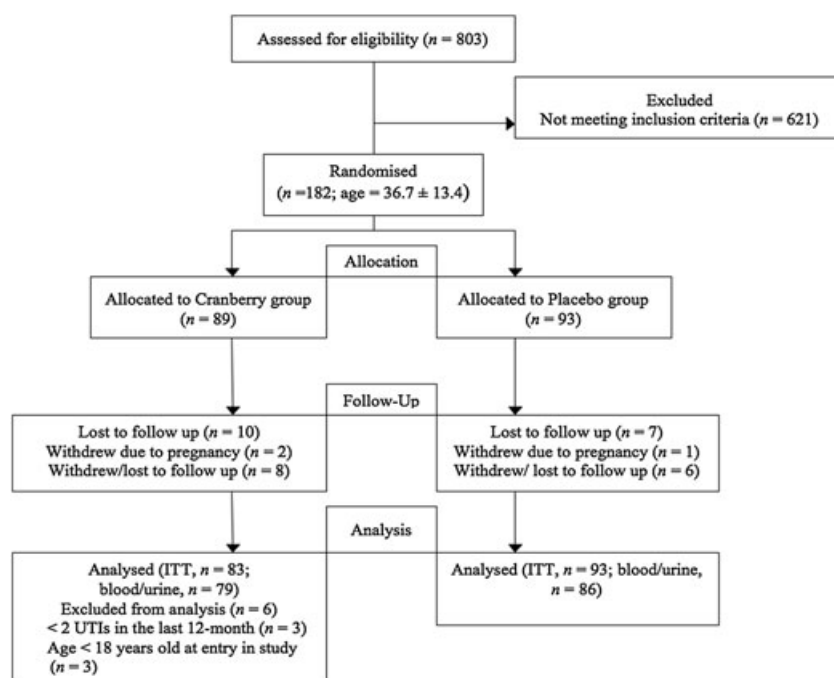 Assessed for eligibility (n = 803)
Excluded
Not meeting inclusion criteria (n = 621)
Randomised
(n =182; age = 36.7 ± 13.4)
Allocation
Allocated to Cranberry group
(n = 89)
Allocated to Placebo group
(n = 93)
Follow-Up
Lost to follow up (n = 10)
Withdrew due to pregnancy (n = 2)
Withdrew/lost to follow up (n = 8)
Lost to follow up (n = 7)
Withdrew due to pregnancy (n = 1)
Withdrew/ lost to follow up (n = 6)
Analysis
Analysed (ITT, n = 83;
blood/urine, n = 79)
Excluded from analysis (n = 6)
< 2 UTIs in the last 12-month (n = 3)
Age < 18 years old at entry in study
(n = 3)
Analysed (ITT, n = 93; blood/urine,
n = 86)